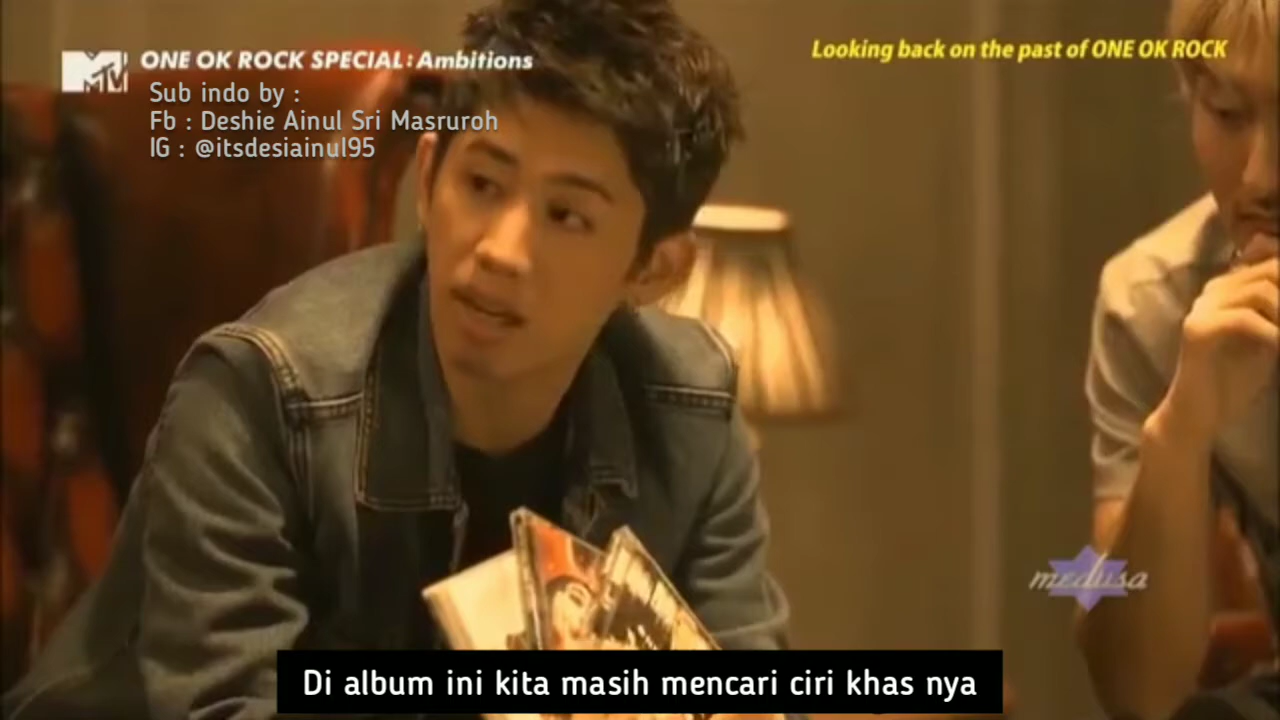 MTV
ONE OK ROCK SPECIAL:Ambitions
Looking back on the past of ONE OK ROCK
Sub indo by :
Fb : Deshie Ainul Sri Masruroh
IG : @itsdesiainul95
medusa
Di album ini kita masih mencari ciri khas nya